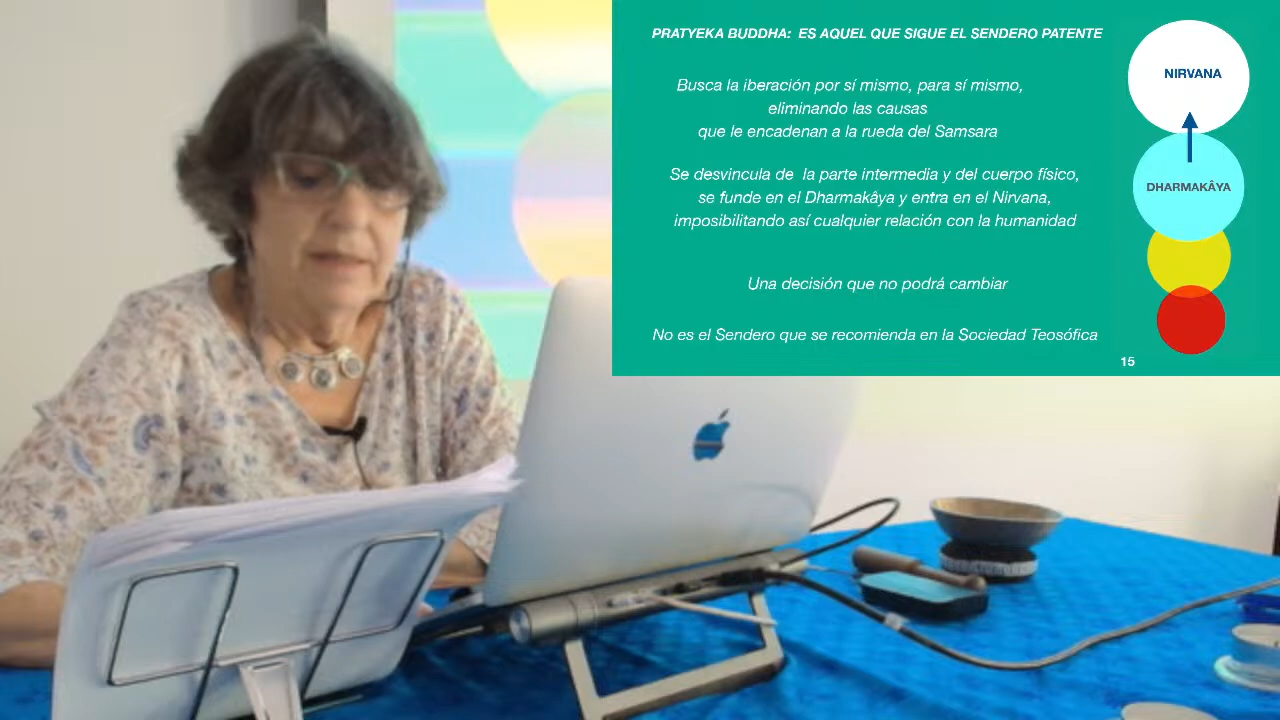 PRATYEKA BUDDHA: ES AQUEL QUE SIGUE EL SENDERO PATENTE
Busca la iberación por sí mismo, para sí mismo,
eliminando las causas
que le encadenan a la rueda del Samsara
Se desvincula de la parte intermedia y del cuerpo físico,
se funde en el Dharmakâya y entra en el Nirvana,
imposibilitando así cualquier relación con la humanidad
Una decisión que no podrá cambiar
No es el Sendero que se recomienda en la Sociedad Teosófica
NIRVANA
DHARMAKÂYA
15